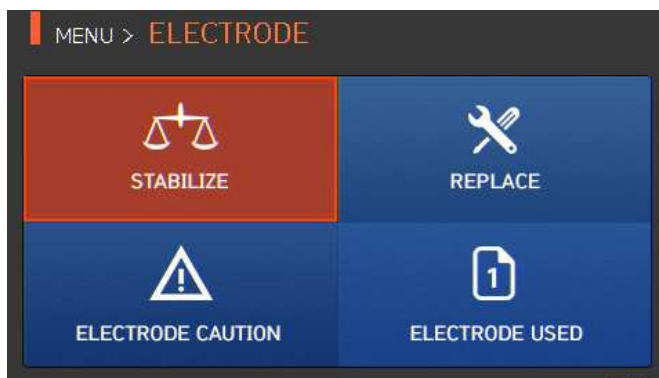 MENU > ELECTRODE
STABILIZE
REPLACE
ELECTRODE CAUTION
1
ELECTRODE USED